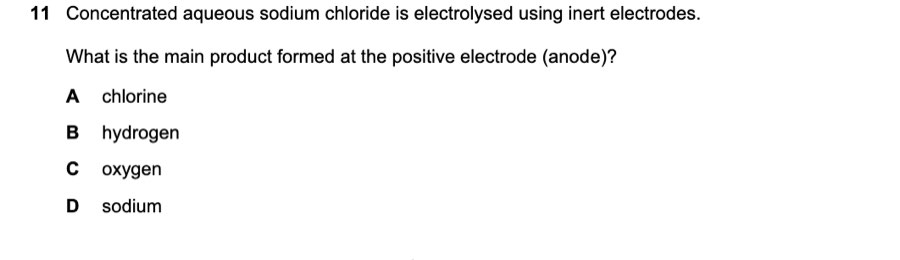 11 Concentrated aqueous sodium chloride is electrolysed using inert electrodes.
What is the main product formed at the positive electrode (anode)?
A chlorine
B hydrogen
C oxygen
D sodium